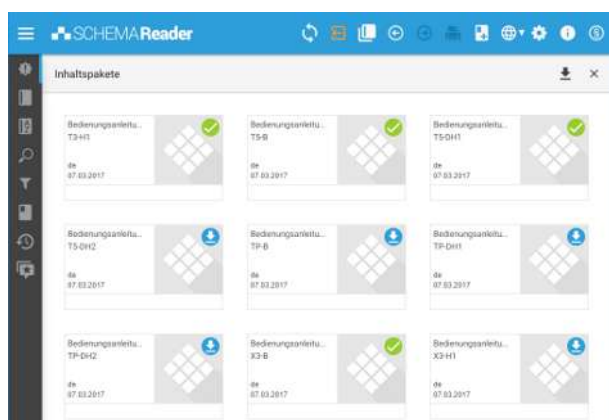 SCHEMAReader
Inhaltspakete
Bedienungsanleitu...
T3-H1
de
07.03.2017
Bedienungsanleitu...
T5-B
de
07.03.2017
Bedienungsanleitu...
T5-DH1
de
07.03.2017
Bedienungsanleitu...
T5-DH2
de
07.03.2017
Bedienungsanleitu...
TP-B
de
07.03.2017
Bedienungsanleitu...
TP-DH1
de
07.03.2017
Bedienungsanleitu...
TP-DH2
de
07.03.2017
Bedienungsanleitu...
X3-B
de
07.03.2017
Bedienungsanleitu...
X3-H1
de
07.03.2017